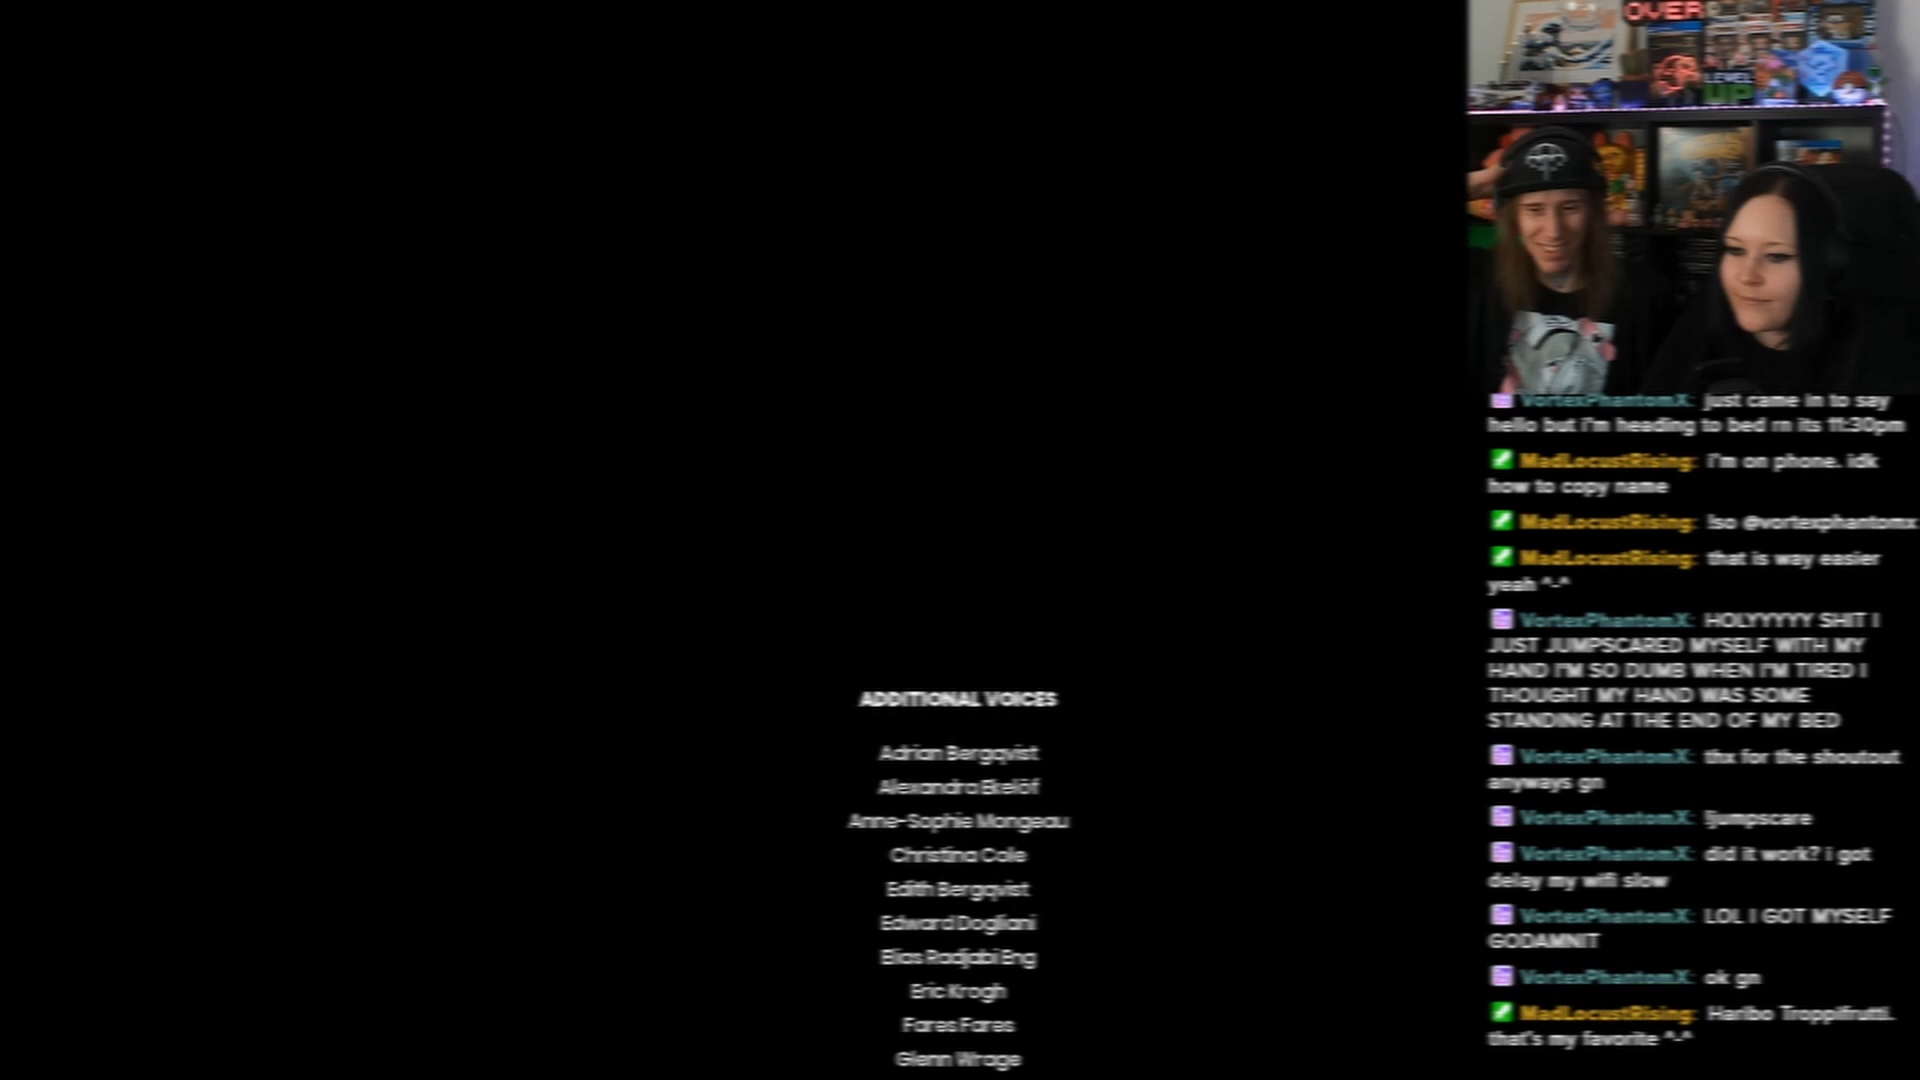 OVER
LEVEL
UP
ADDITIONAL VOICES
Adrian Bergqvist
Alexandra Ekelöf
Anne-Sophie Mongeau
Christina Cole
Edith Bergqvist
Edward Dogliani
Elias Radjabi Eng
Eric Krogh
Fares Fares
Glenn Wrage
VortexPhantomX: just came in to say
hello but i'm heading to bed rn its 11:30pm
MadLocustRising: i'm on phone. idk
how to copy name
MadLocustRising: !so @vortexphantomx
MadLocustRising: that is way easier
yeah ^-^
VortexPhantomX: HOLYYYYY SHIT I
JUST JUMPSCARED MYSELF WITH MY
HAND I'M SO DUMB WHEN I'M TIRED I
THOUGHT MY HAND WAS SOME
STANDING AT THE END OF MY BED
VortexPhantomX: thx for the shoutout
anyways gn
VortexPhantomX: !jumpscare
VortexPhantomX: did it work? i got
delay my wifi slow
VortexPhantomX: LOL I GOT MYSELF
GODAMNIT
VortexPhantomX: ok gn
MadLocustRising: Haribo Troppifrutti.
that's my favorite ^-^